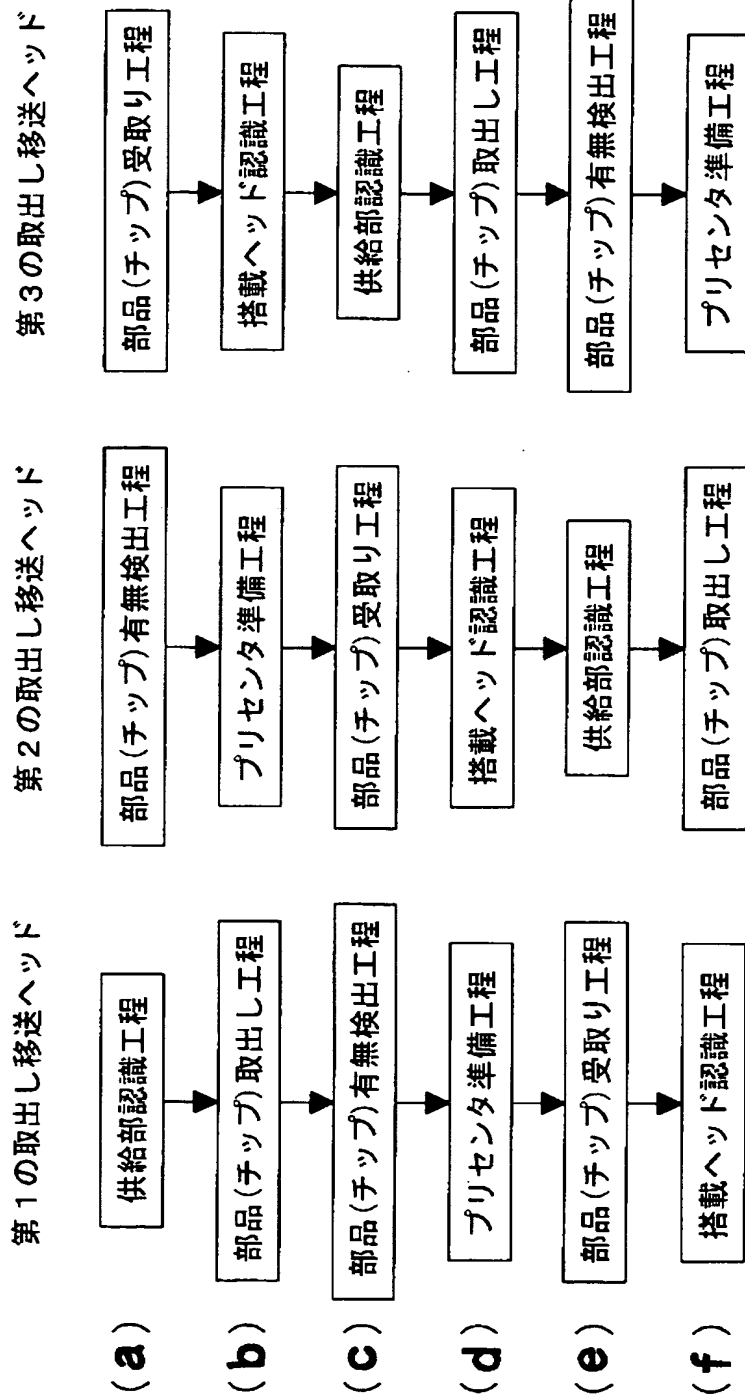 第1の取出し移送ヘッド
第2の取出し移送ヘッド
第3の取出し移送ヘッド
(a)
供給部認識工程
部品(チップ)有無検出工程
部品(チップ)受取り工程
(b)
部品(チップ)取出し工程
プリセンタ準備工程
搭載ヘッド認識工程
(c)
部品(チップ)有無検出工程
部品(チップ)受取り工程
供給部認識工程
(d)
プリセンタ準備工程
搭載ヘッド認識工程
部品(チップ)取出し工程
(e)
部品(チップ)受取り工程
供給部認識工程
部品(チップ)有無検出工程
(f)
搭載ヘッド認識工程
部品(チップ)取出し工程
プリセンタ準備工程